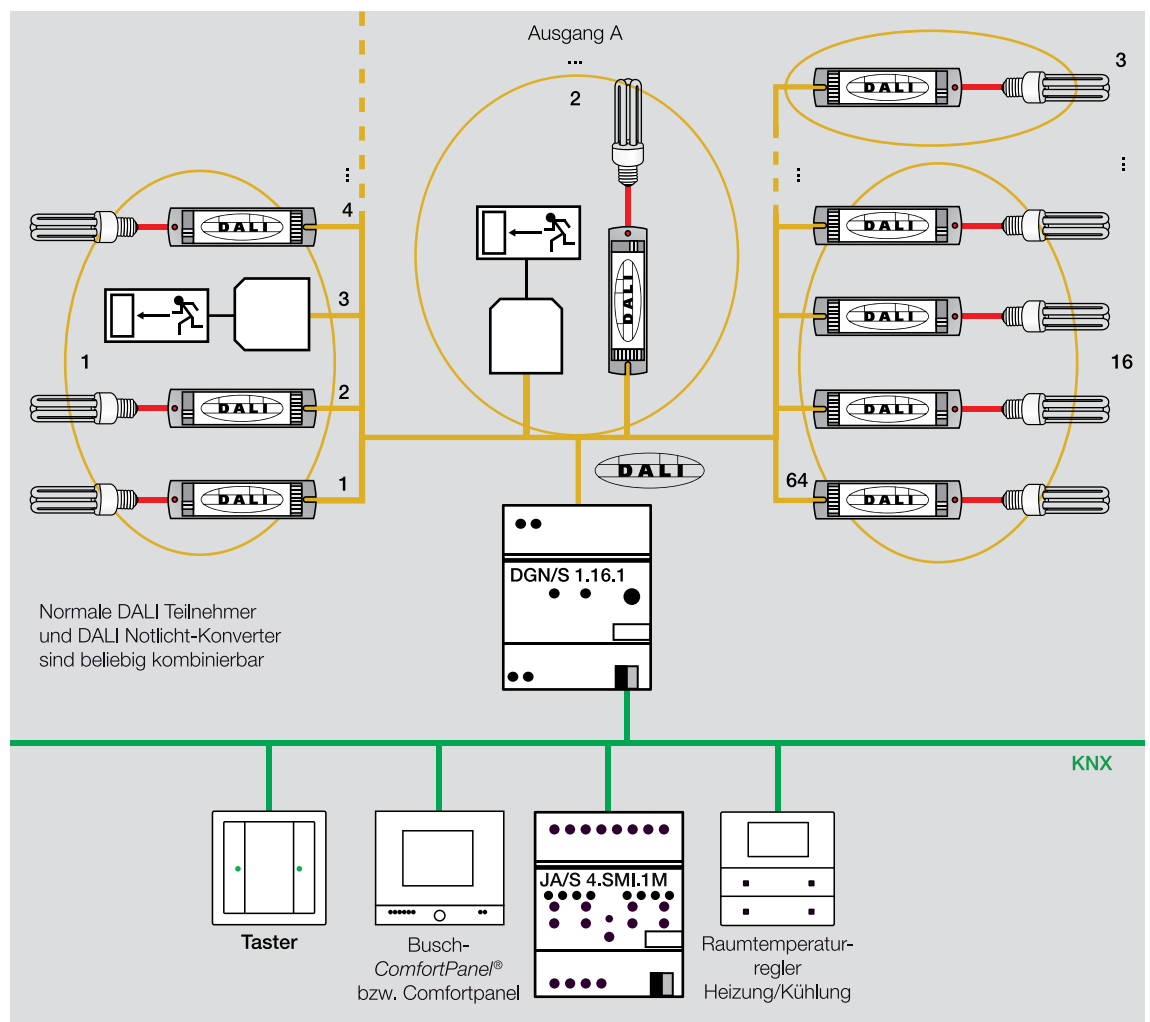 Ausgang A
...
2
3
DALI
...
...
...
4
DALI
DALI
3
DALI
DALI
1
16
2
DALI
DALI
DALI
64
1
DALI
DALI
DGN/S 1.16.1
Normale DALI Teilnehmer
und DALI Notlicht-Konverter
sind beliebig kombinierbar
KNX
JA/S 4.SMI.1M
Taster
Busch-
ComfortPanel®
bzw. Comfortpanel
Raumtemperatur-
regler
Heizung/Kühlung